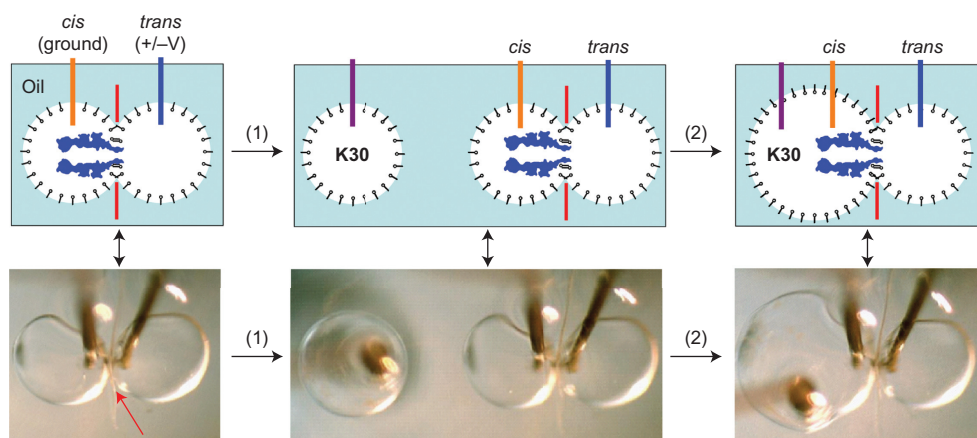 cis
(ground)
trans
(+/–V)
Oil
(1)
K30
cis
trans
(2)
K30
cis
trans
(1)
(2)